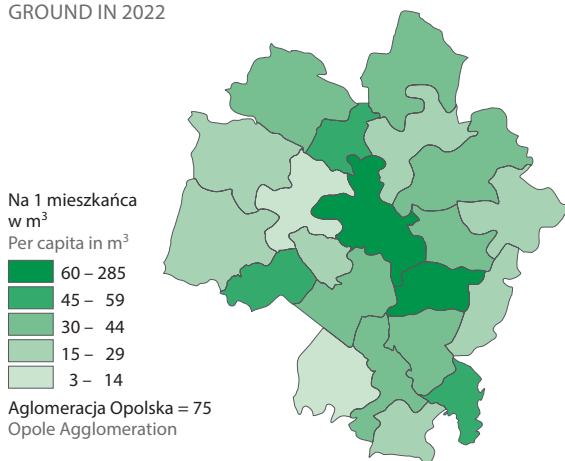 GROUND IN 2022
Na 1 mieszkańca
w m³
Per capita in m³
60 – 285
45 – 59
30 – 44
15 – 29
3 – 14
Aglomeracja Opolska = 75
Opole Agglomeration